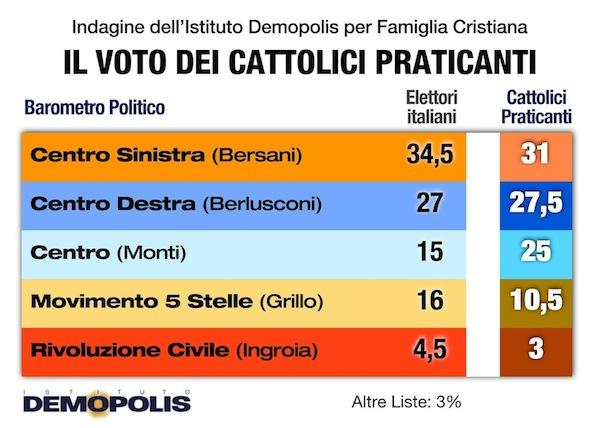 Indagine dell'Istituto Demopolis per Famiglia Cristiana
IL VOTO DEI CATTOLICI PRATICANTI
Barometro Politico Elettori italiani Cattolici Praticanti
Centro Sinistra (Bersani) 34,5 31
Centro Destra (Berlusconi) 27 27,5
Centro (Monti) 15 25
Movimento 5 Stelle (Grillo) 16 10,5
Rivoluzione Civile (Ingroia) 4,5 3
ISTITUTO
DEMOPOLIS
Altre Liste: 3%